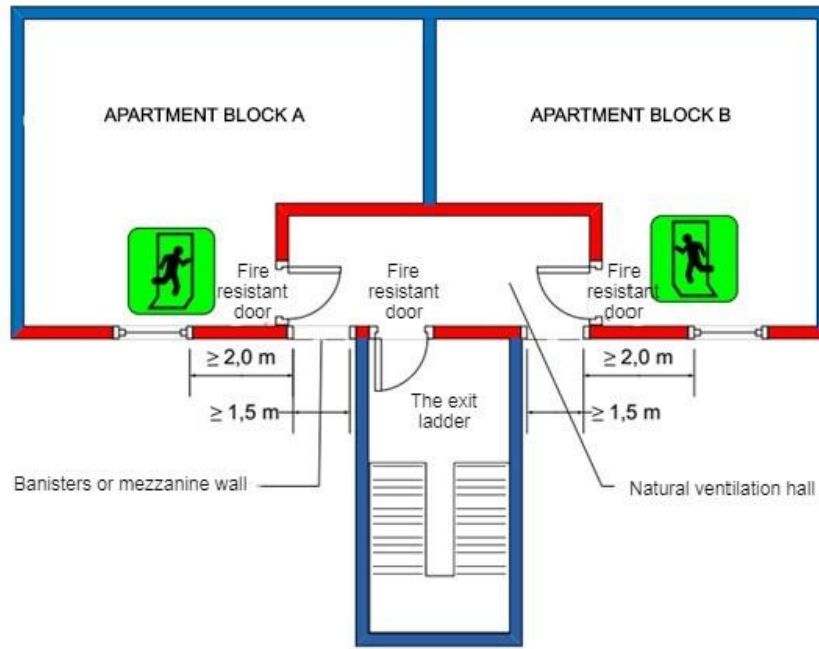 APARTMENT BLOCK A
APARTMENT BLOCK B
Fire
resistant
door
Fire
resistant
door
Fire
resistant
door
≥ 2,0 m
≥ 1,5 m
The exit
ladder
≥ 2,0 m
≥ 1,5 m
Banisters or mezzanine wall
Natural ventilation hall